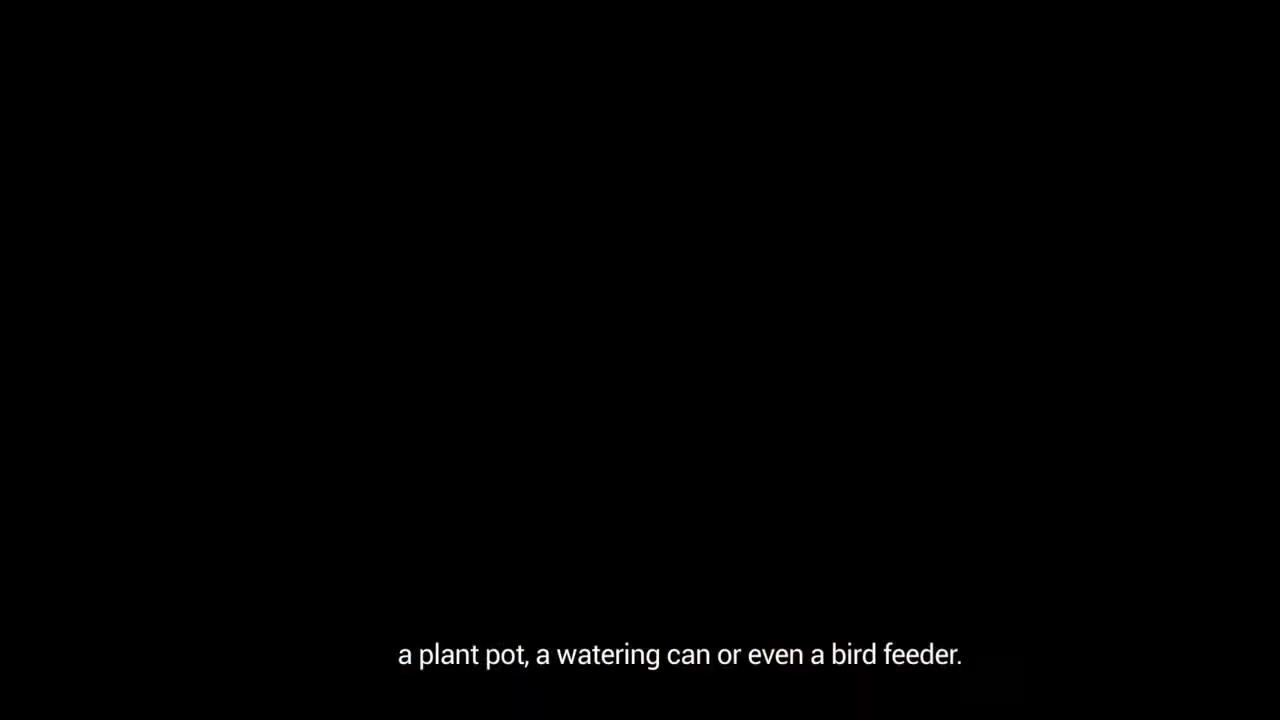 a plant pot, a watering can or even a bird feeder.